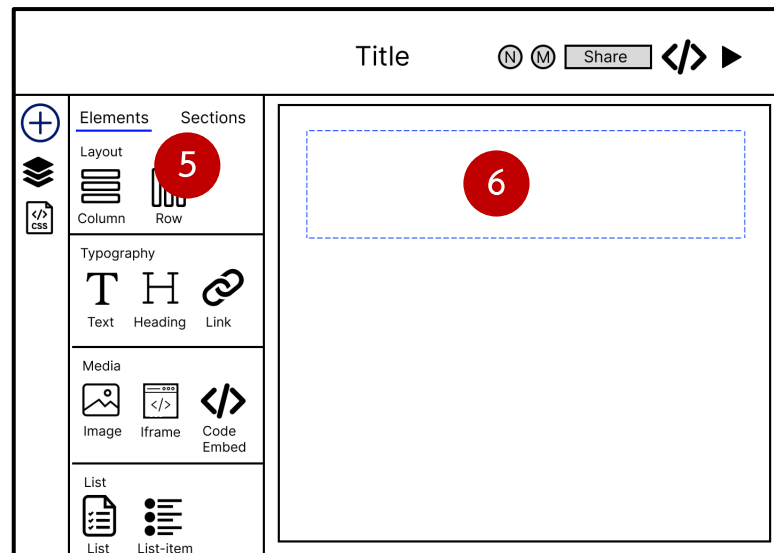 Title
N
M
Share
Elements
Sections
CSS
Layout
5
Column
Row
6
Typography
Text
Heading
Link
Media
Image
Iframe
Code
Embed
List
List
List-item